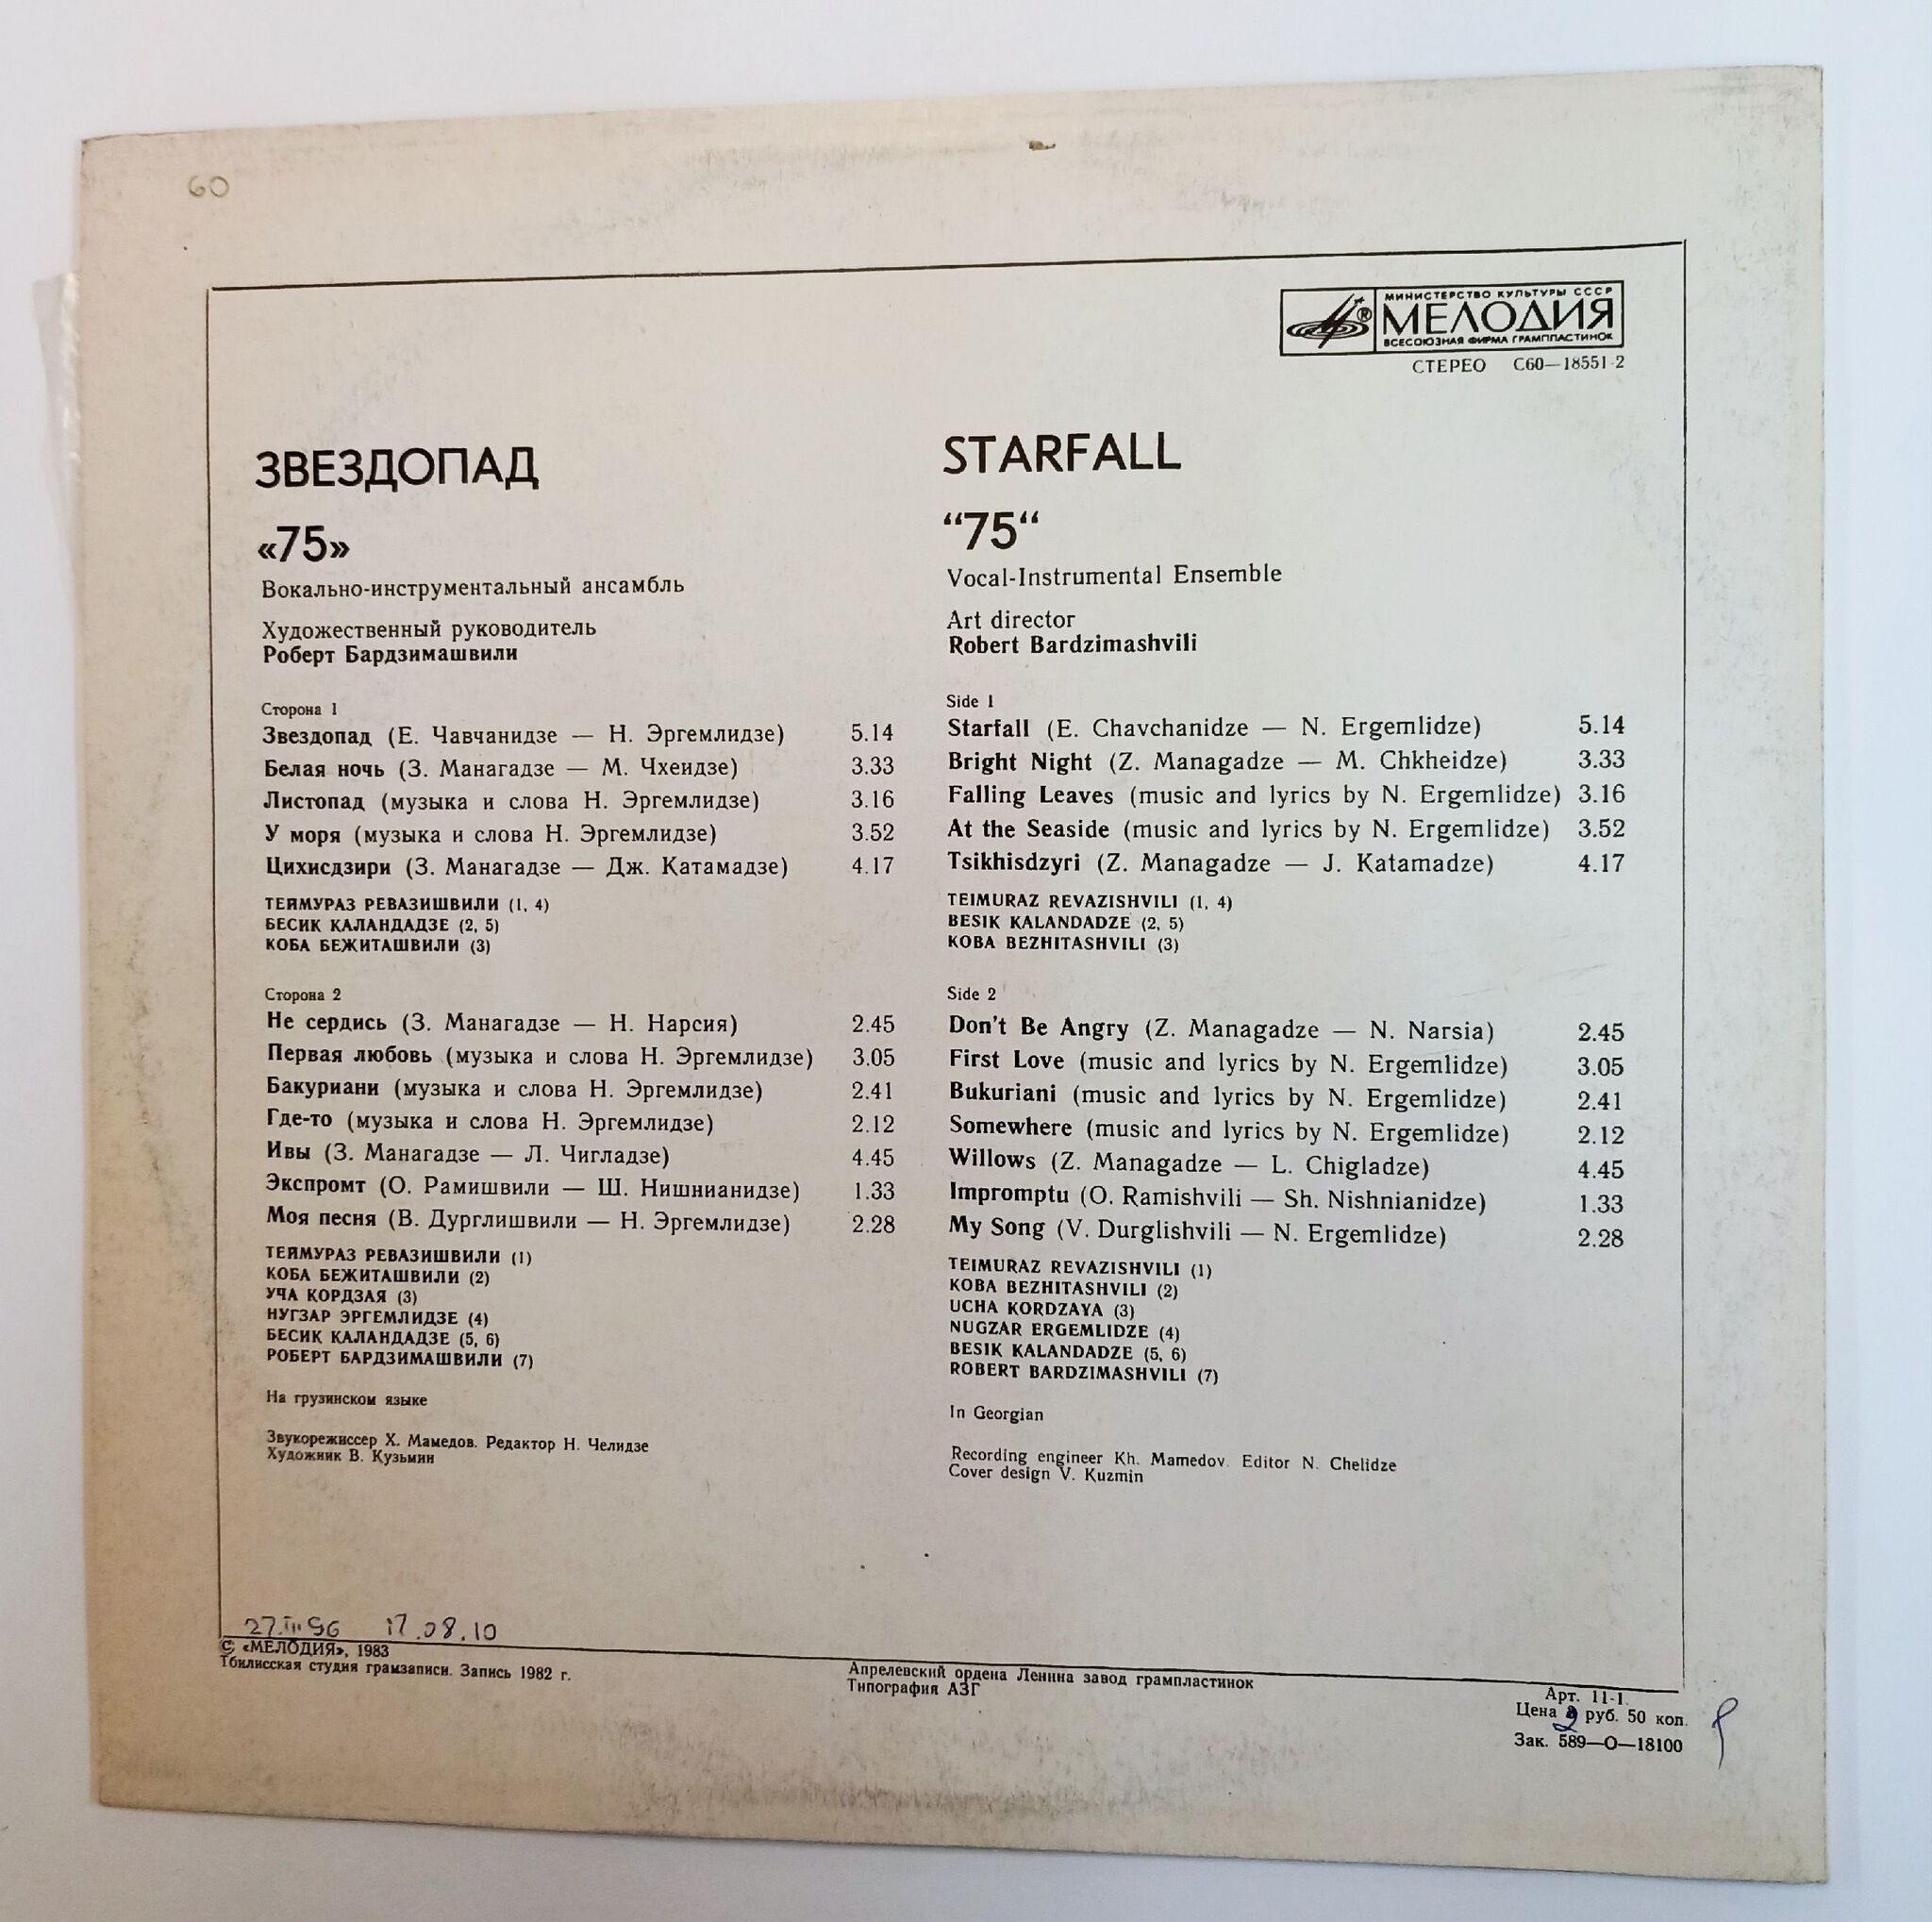 60
МИНИСТЕРСТВО КУЛЬТУРЫ СССР
МЕЛОДИЯ
ВСЕСОЮЗНАЯ ФИРМА ГРАМПЛАСТИНОК
СТЕРЕО С60—18551-2
ЗВЕЗДОПАД
«75»
Вокально-инструментальный ансамбль
Художественный руководитель
Роберт Бардзимашвили
Сторона 1
Звездопад (Е. Чавчанидзе — Н. Эргемлидзе) 5.14
Белая ночь (З. Манагадзе — М. Чхеидзе) 3.33
Листопад (музыка и слова Н. Эргемлидзе) 3.16
У моря (музыка и слова Н. Эргемлидзе) 3.52
Цихисдзири (З. Манагадзе — Дж. Катамадзе) 4.17
ТЕЙМУРАЗ РЕВАЗИШВИЛИ (1, 4)
БЕСИК КАЛАНДАДЗЕ (2, 5)
КОБА БЕЖИТАШВИЛИ (3)
Сторона 2
Не сердись (З. Манагадзе — Н. Нарсия) 2.45
Первая любовь (музыка и слова Н. Эргемлидзе) 3.05
Бакуриани (музыка и слова Н. Эргемлидзе) 2.41
Где-то (музыка и слова Н. Эргемлидзе) 2.12
Ивы (З. Манагадзе — Л. Чигладзе) 4.45
Экспромт (О. Рамишвили — Ш. Нишнианидзе) 1.33
Моя песня (В. Дурглишвили — Н. Эргемлидзе) 2.28
ТЕЙМУРАЗ РЕВАЗИШВИЛИ (1)
КОБА БЕЖИТАШВИЛИ (2)
УЧА КОРДЗАЯ (3)
НУГЗАР ЭРГЕМЛИДЗЕ (4)
БЕСИК КАЛАНДАДЗЕ (5, 6)
РОБЕРТ БАРДЗИМАШВИЛИ (7)
На грузинском языке
Звукорежиссер Х. Мамедов. Редактор Н. Челидзе
Художник В. Кузьмин
STARFALL
“75“
Vocal-Instrumental Ensemble
Art director
Robert Bardzimashvili
Side 1
Starfall (E. Chavchanidze — N. Ergemlidze) 5.14
Bright Night (Z. Managadze — M. Chkheidze) 3.33
Falling Leaves (music and lyrics by N. Ergemlidze) 3.16
At the Seaside (music and lyrics by N. Ergemlidze) 3.52
Tsikhisdzyri (Z. Managadze — J. Katamadze) 4.17
TEIMURAZ REVAZISHVILI (1, 4)
BESIK KALANDADZE (2, 5)
KOBA BEZHITASHVILI (3)
Side 2
Don't Be Angry (Z. Managadze — N. Narsia) 2.45
First Love (music and lyrics by N. Ergemlidze) 3.05
Bukuriani (music and lyrics by N. Ergemlidze) 2.41
Somewhere (music and lyrics by N. Ergemlidze) 2.12
Willows (Z. Managadze — L. Chigladze) 4.45
Impromptu (O. Ramishvili — Sh. Nishnianidze) 1.33
My Song (V. Durglishvili — N. Ergemlidze) 2.28
TEIMURAZ REVAZISHVILI (1)
KOBA BEZHITASHVILI (2)
UCHA KORDZAYA (3)
NUGZAR ERGEMLIDZE (4)
BESIK KALANDADZE (5, 6)
ROBERT BARDZIMASHVILI (7)
In Georgian
Recording engineer Kh. Mamedov. Editor N. Chelidze
Cover design V. Kuzmin
17.08.10
© «МЕЛОДИЯ», 1983
Тбилисская студия грамзаписи. Запись 1982 г.
Апрелевский ордена Ленина завод грампластинок
Типография АЗГ
Арт. 11-1.
Цена 2 руб. 50 коп.
Зак. 589—О—18100